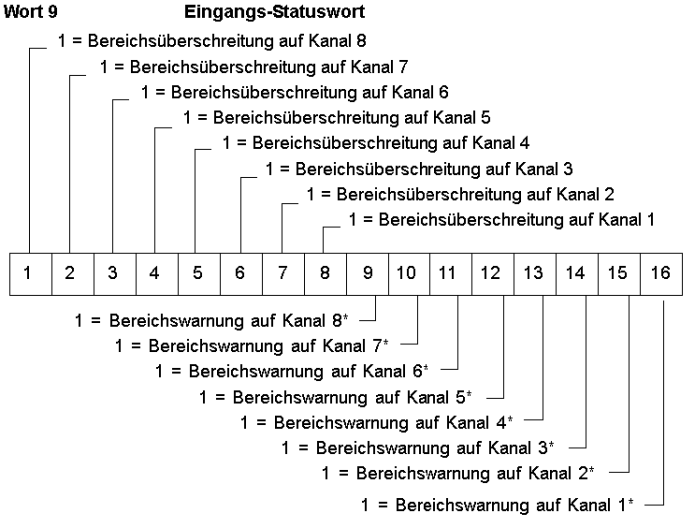 Wort 9 Eingangs-Statuswort
1 = Bereichsüberschreitung auf Kanal 8
1 = Bereichsüberschreitung auf Kanal 7
1 = Bereichsüberschreitung auf Kanal 6
1 = Bereichsüberschreitung auf Kanal 5
1 = Bereichsüberschreitung auf Kanal 4
1 = Bereichsüberschreitung auf Kanal 3
1 = Bereichsüberschreitung auf Kanal 2
1 = Bereichsüberschreitung auf Kanal 1
1 2 3 4 5 6 7 8 9 10 11 12 13 14 15 16
1 = Bereichswarnung auf Kanal 8*
1 = Bereichswarnung auf Kanal 7*
1 = Bereichswarnung auf Kanal 6*
1 = Bereichswarnung auf Kanal 5*
1 = Bereichswarnung auf Kanal 4*
1 = Bereichswarnung auf Kanal 3*
1 = Bereichswarnung auf Kanal 2*
1 = Bereichswarnung auf Kanal 1*